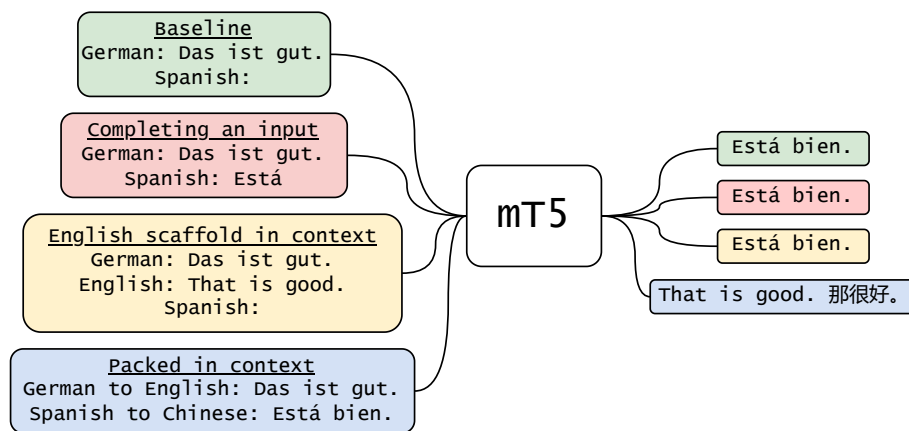 Baseline
German: Das ist gut.
Spanish:
Completing an input
German: Das ist gut.
Spanish: Está
English scaffold in context
German: Das ist gut.
English: That is good.
Spanish:
Packed in context
German to English: Das ist gut.
Spanish to Chinese: Está bien.
mT5
Está bien.
Está bien.
Está bien.
That is good. 那很好。